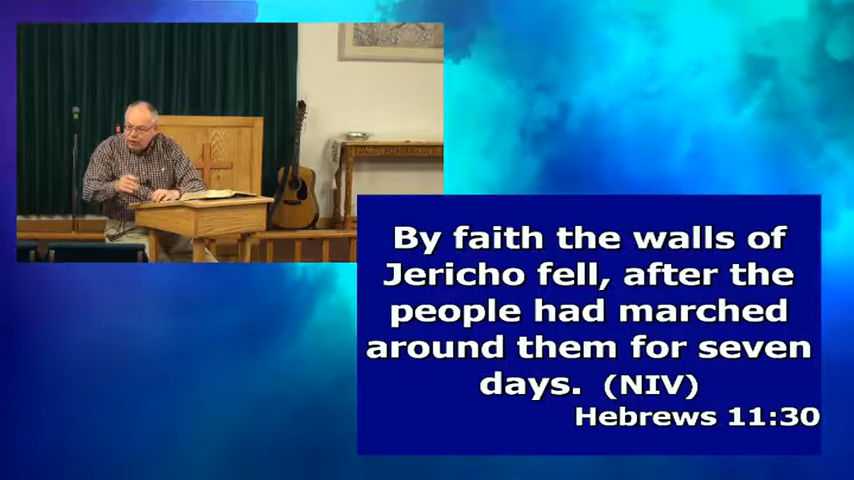 By faith the walls of
Jericho fell, after the
people had marched
around them for seven
days. (NIV)
Hebrews 11:30